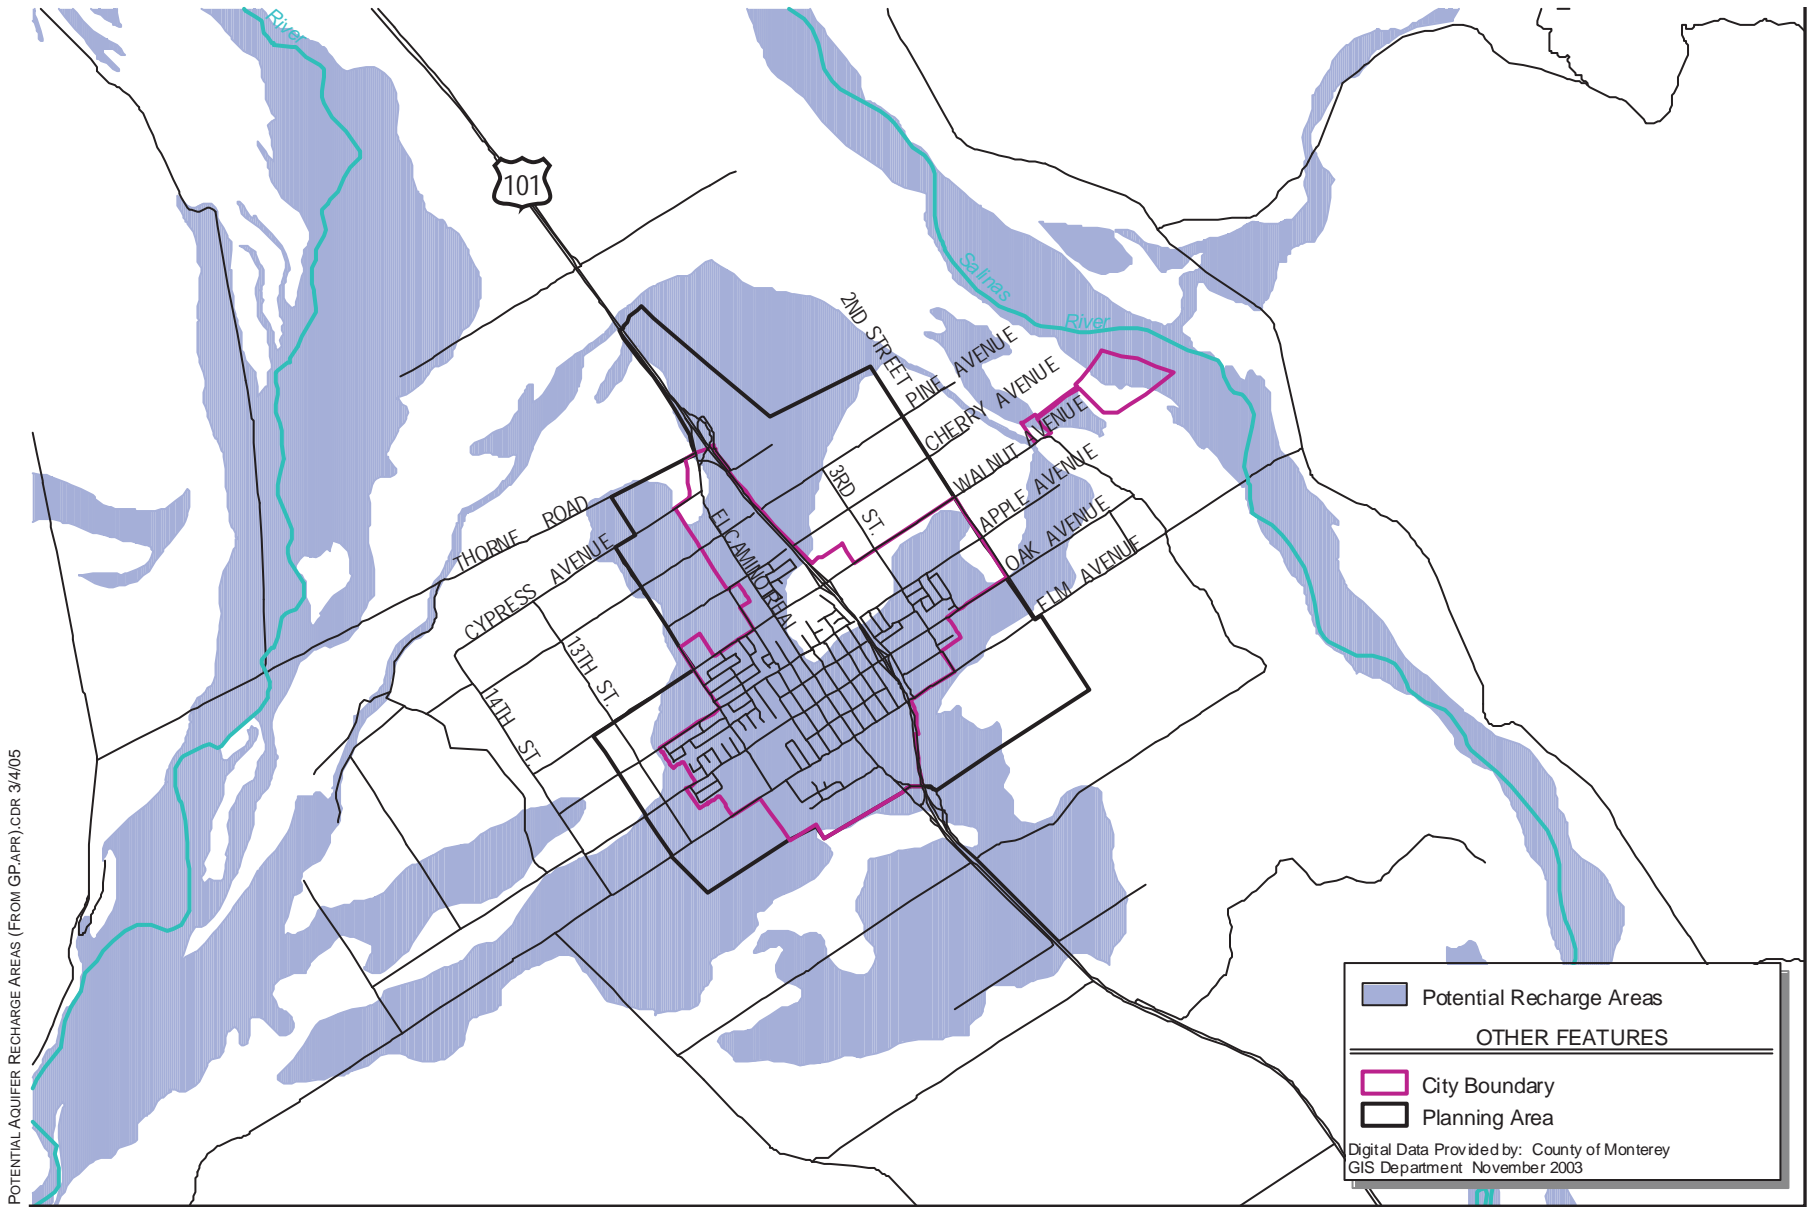 River
101
Salinas
River
2ND STREET
PINE AVENUE
CHERRY AVENUE
WALNUT AVENUE
APPLE AVENNE
OAK AVENUE
ELM AVENUE
3RD ST.
EL CAMINO REAL
THORNE ROAD
CYPRESS AVENUE
13TH ST.
14TH ST.
Potential Recharge Areas
OTHER FEATURES
City Boundary
Planning Area
Digital Data Provided by: County of Monterey
GIS Department November 2003
POTENTIAL AQUIFER RECHARGE AREAS (FROM GP.APR).CDR 3/4/05